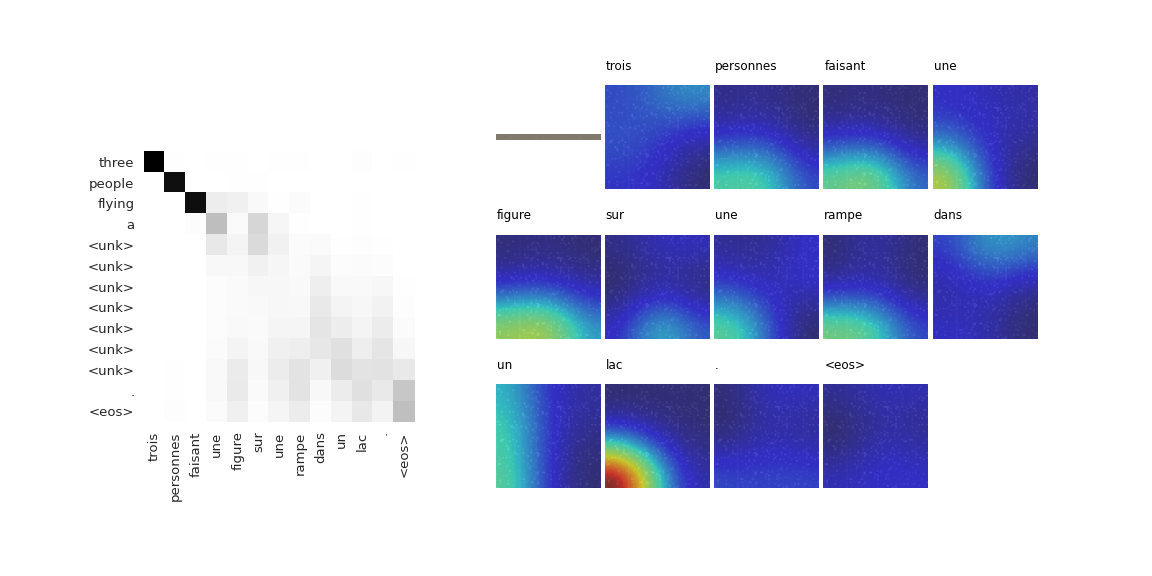 three
people
flying
a
<unk>
<unk>
<unk>
<unk>
<unk>
<unk>
<unk>
.
<eos>
trois personnes faisant une figure sur une rampe dans un lac . <eos>
trois personnes faisant une
figure sur une rampe dans
un lac . <eos>